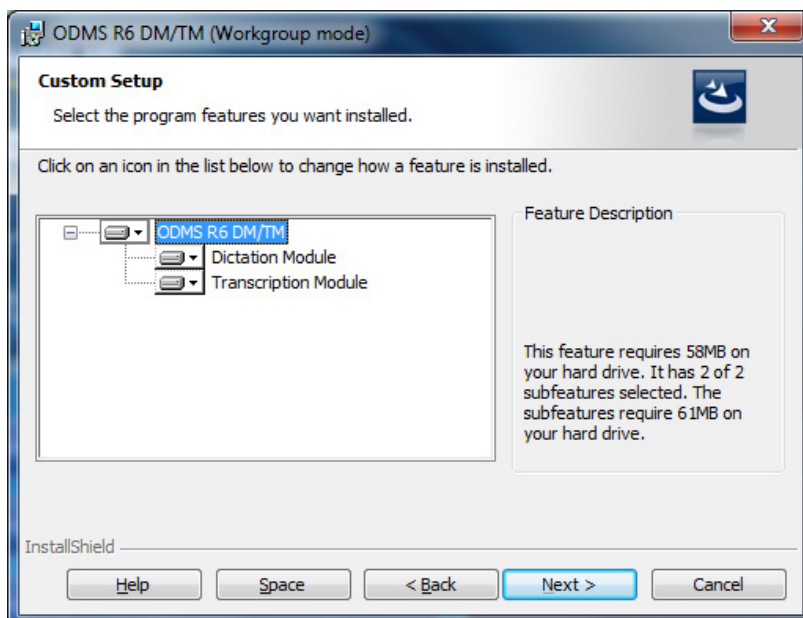 ODMS R6 DM/TM (Workgroup mode)
Custom Setup
Select the program features you want installed.
Click on an icon in the list below to change how a feature is installed.
ODMS R6 DM/TM
Dictation Module
Transcription Module
Feature Description
This feature requires 58MB on
your hard drive. It has 2 of 2
subfeatures selected. The
subfeatures require 61MB on
your hard drive.
InstallShield
Help
Space
< Back
Next >
Cancel